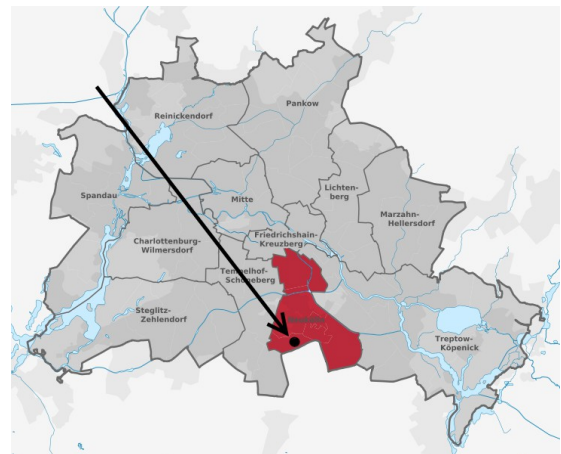 Pankow
Reinickendorf
Lichten-
berg
Spandau
Mitte
Marzahn-
Hellersdorf
Friedrichshain-
Kreuzberg
Charlottenburg-
Wilmersdorf
Tempelhof-
Schöneberg
Steglitz-
Zehlendorf
Treptow-
Köpenick